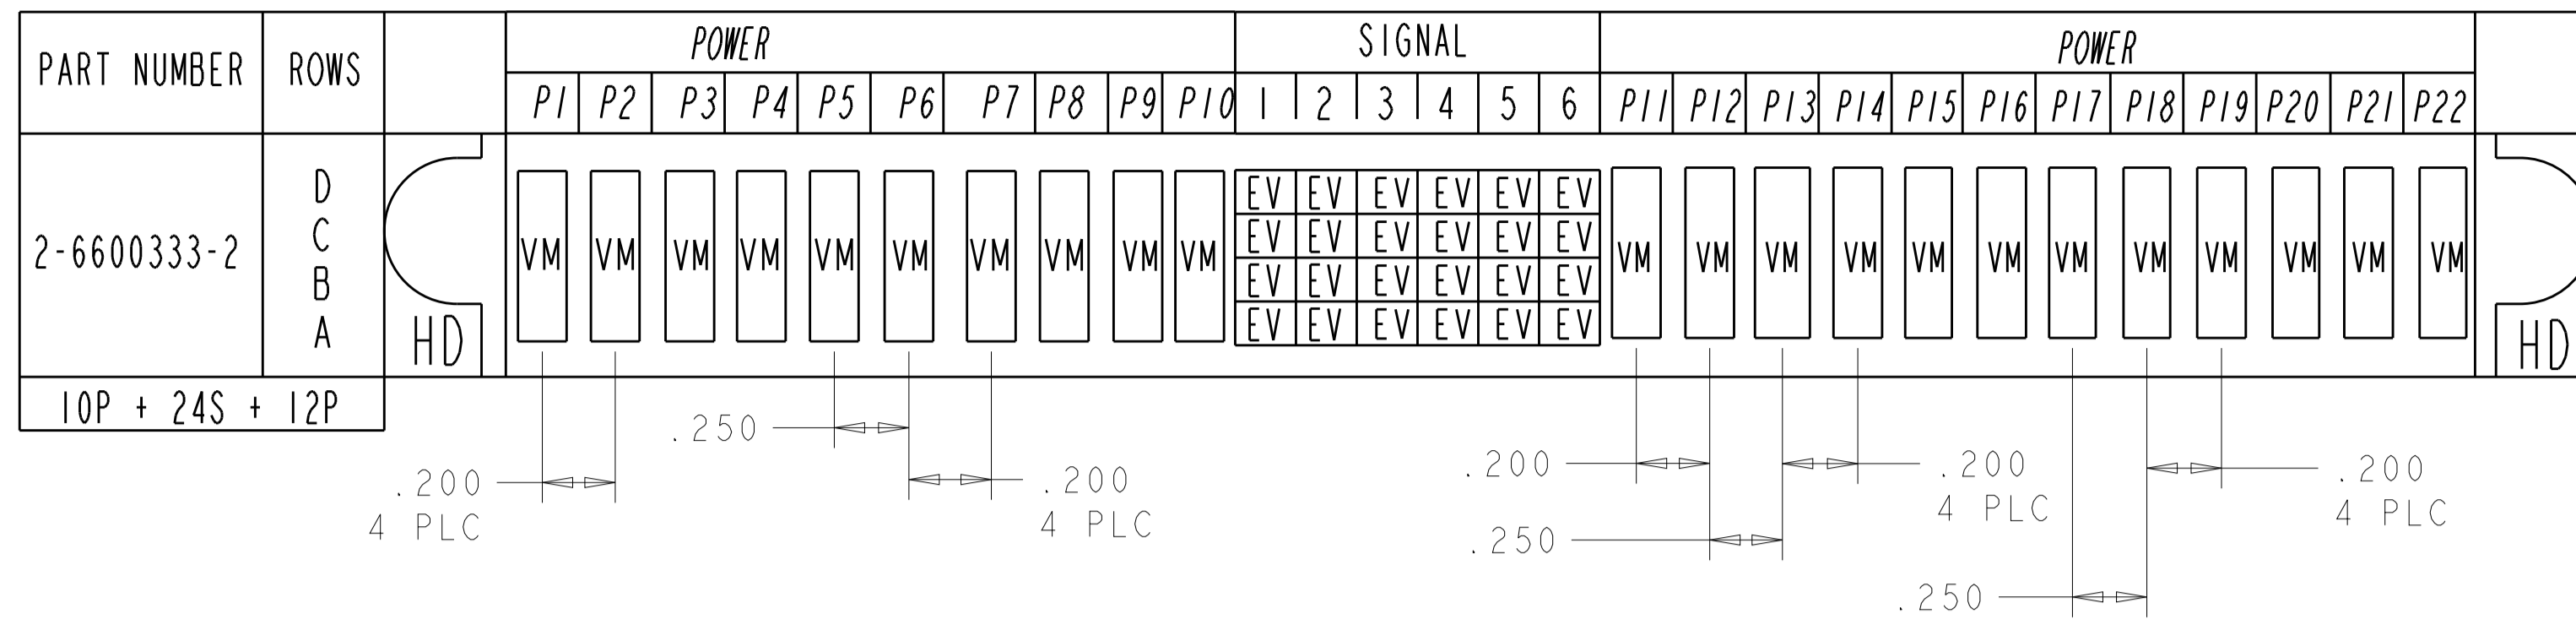 PART NUMBER ROWS POWER SIGNAL POWER
P1 P2 P3 P4 P5 P6 P7 P8 P9 P10 1 2 3 4 5 6 P11 P12 P13 P14 P15 P16 P17 P18 P19 P20 P21 P22
D EV EV EV EV EV EV
C EV EV EV EV EV EV
2-6600333-2 VM VM VM VM VM VM VM VM VM VM VM VM VM VM VM VM VM VM VM VM VM VM
B EV EV EV EV EV EV
A EV EV EV EV EV EV
HD HD
10P + 24S + 12P
.250
.200 .200 .200 .200 .200
4 PLC 4 PLC 4 PLC 4 PLC
.250
.250